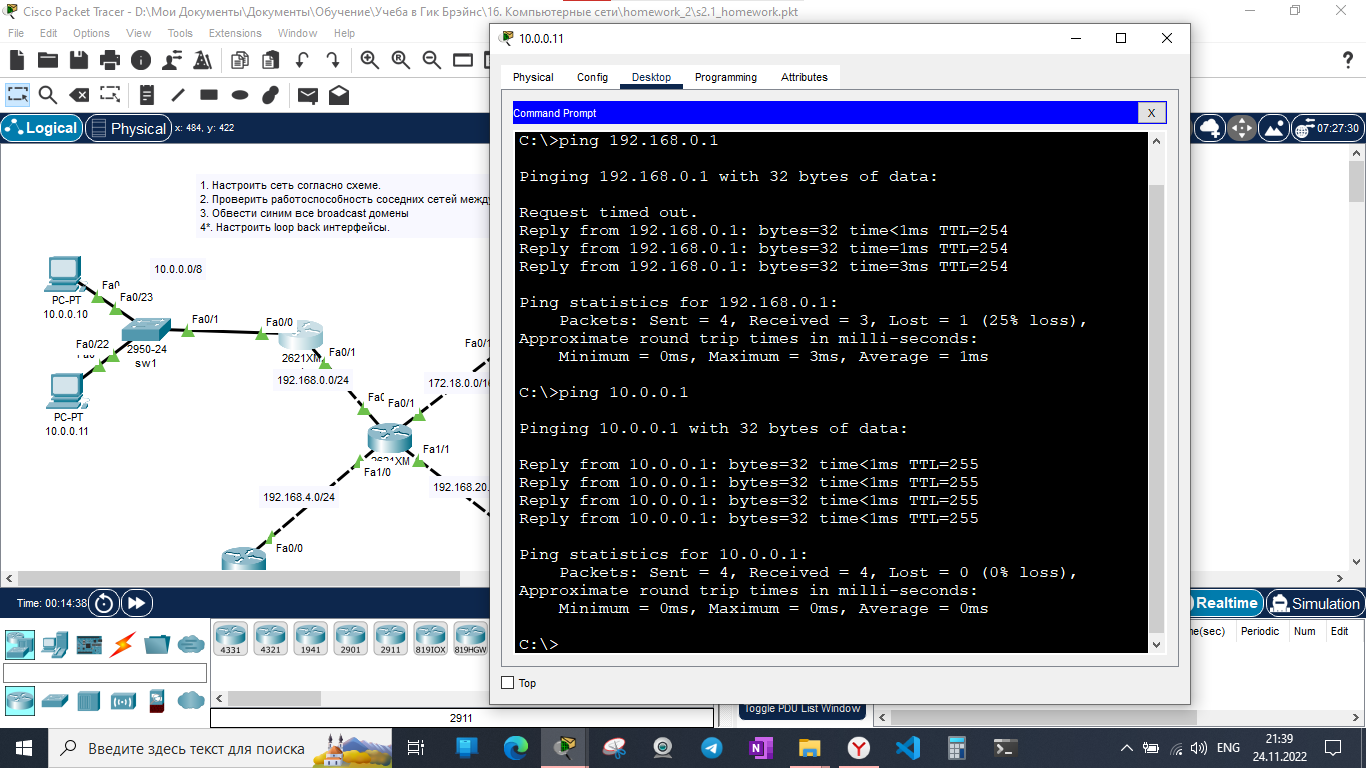 Cisco Packet Tracer - D:\Мои Документы\Документы\Обучение\Учеба в Гик Брэйнс\16. Компьютерные сети\homework_2\s2.1_homework.pkt
File Edit Options View Tools Extensions Window Help
Logical Physical x: 484, y: 422
07:27:30
1. Настроить сеть согласно схеме.
2. Проверить работоспособность соседних сетей между
3. Обвести синим все broadcast домены
4*. Настроить loop back интерфейсы.
10.0.0.0/8
Fa0/23
PC-PT
10.0.0.10
Fa0/1
Fa0/0
Fa0/22
2950-24
sw1
2621XM
Fa0/1
192.168.0.0/24
172.18.0.0/16
Fa0/1
PC-PT
10.0.0.11
2621XM
Fa1/1
Fa1/0
192.168.4.0/24
192.168.20.
Fa0/0
10.0.0.11
Physical Config Desktop Programming Attributes
Command Prompt X
C:\>ping 192.168.0.1
Pinging 192.168.0.1 with 32 bytes of data:
Request timed out.
Reply from 192.168.0.1: bytes=32 time<1ms TTL=254
Reply from 192.168.0.1: bytes=32 time=1ms TTL=254
Reply from 192.168.0.1: bytes=32 time=3ms TTL=254
Ping statistics for 192.168.0.1:
Packets: Sent = 4, Received = 3, Lost = 1 (25% loss),
Approximate round trip times in milli-seconds:
Minimum = 0ms, Maximum = 3ms, Average = 1ms
C:\>ping 10.0.0.1
Pinging 10.0.0.1 with 32 bytes of data:
Reply from 10.0.0.1: bytes=32 time<1ms TTL=255
Reply from 10.0.0.1: bytes=32 time<1ms TTL=255
Reply from 10.0.0.1: bytes=32 time<1ms TTL=255
Reply from 10.0.0.1: bytes=32 time<1ms TTL=255
Ping statistics for 10.0.0.1:
Packets: Sent = 4, Received = 4, Lost = 0 (0% loss),
Approximate round trip times in milli-seconds:
Minimum = 0ms, Maximum = 0ms, Average = 0ms
C:\>
Top
Time: 00:14:38
Realtime Simulation
me(sec) Periodic Num Edit
4331 4321 1941 2901 2911 819IOX 819HGW
2911
Toggle PDU List Window
Введите здесь текст для поиска
ENG
21:39
24.11.2022